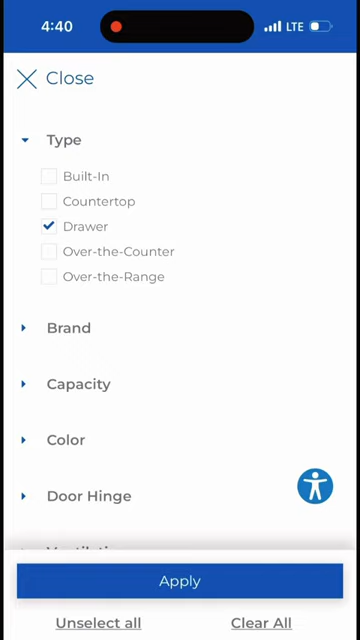 4:40
LTE
Close
Type
Built-In
Countertop
Drawer
Over-the-Counter
Over-the-Range
Brand
Capacity
Color
Door Hinge
Apply
Unselect all
Clear All